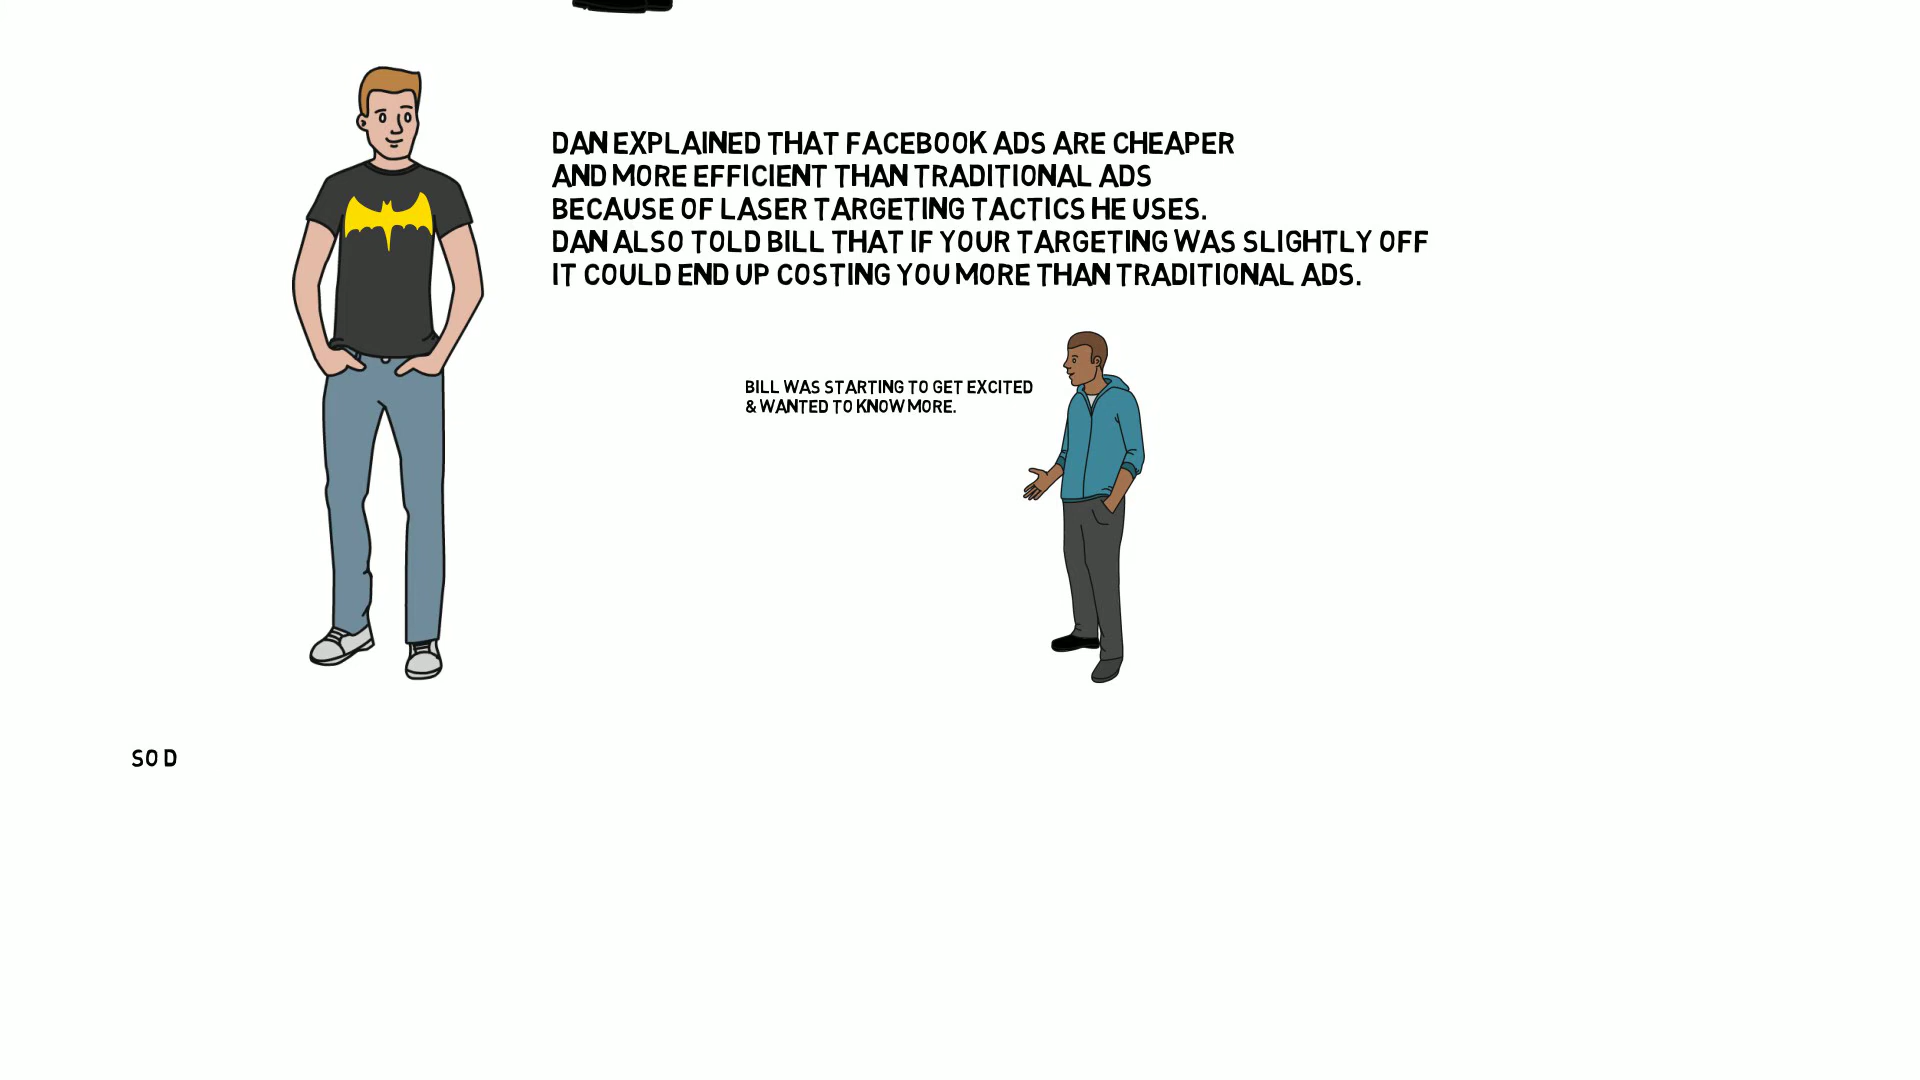 DAN EXPLAINED THAT FACEBOOK ADS ARE CHEAPER
AND MORE EFFICIENT THAN TRADITIONAL ADS
BECAUSE OF LASER TARGETING TACTICS HE USES.
DAN ALSO TOLD BILL THAT IF YOUR TARGETING WAS SLIGHTLY OFF
IT COULD END UP COSTING YOU MORE THAN TRADITIONAL ADS.
BILL WAS STARTING TO GET EXCITED
& WANTED TO KNOW MORE.
SO D